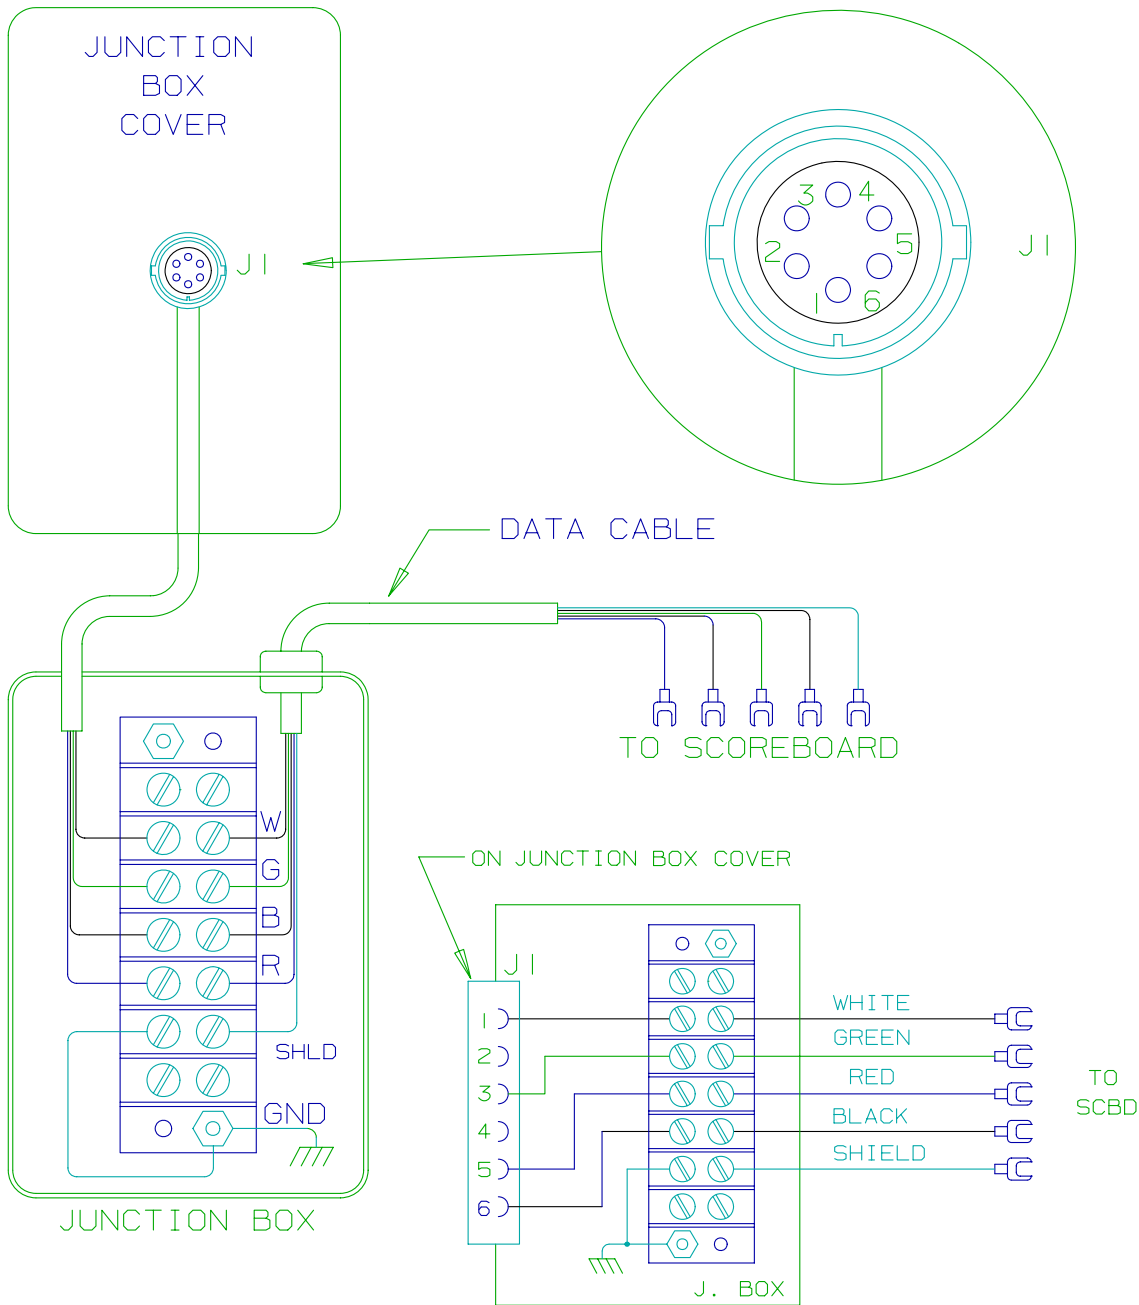 JUNCTION
BOX
COVER
J1
3 4
2 5
1 6
J1
DATA CABLE
TO SCOREBOARD
W
G
B
R
SHLD
GND
JUNCTION BOX
ON JUNCTION BOX COVER
J1
1
2
3
4
5
6
WHITE
GREEN
RED
BLACK
SHIELD
TO
SCBD
J. BOX